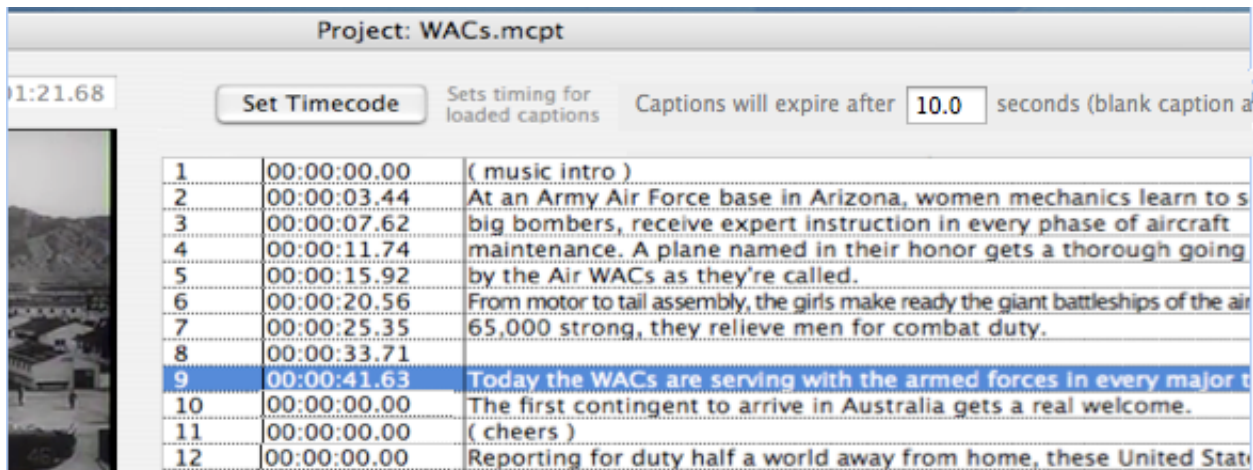 Project: WACs.mcpt
1:21.68 Set Timecode Sets timing for loaded captions Captions will expire after 10.0 seconds (blank caption a
1 00:00:00.00 ( music intro )
2 00:00:03.44 At an Army Air Force base in Arizona, women mechanics learn to s
3 00:00:07.62 big bombers, receive expert instruction in every phase of aircraft
4 00:00:11.74 maintenance. A plane named in their honor gets a thorough going
5 00:00:15.92 by the Air WACs as they're called.
6 00:00:20.56 From motor to tail assembly, the girls make ready the giant battleships of the air
7 00:00:25.35 65,000 strong, they relieve men for combat duty.
8 00:00:33.71
9 00:00:41.63 Today the WACs are serving with the armed forces in every major t
10 00:00:00.00 The first contingent to arrive in Australia gets a real welcome.
11 00:00:00.00 ( cheers )
12 00:00:00.00 Reporting for duty half a world away from home, these United State